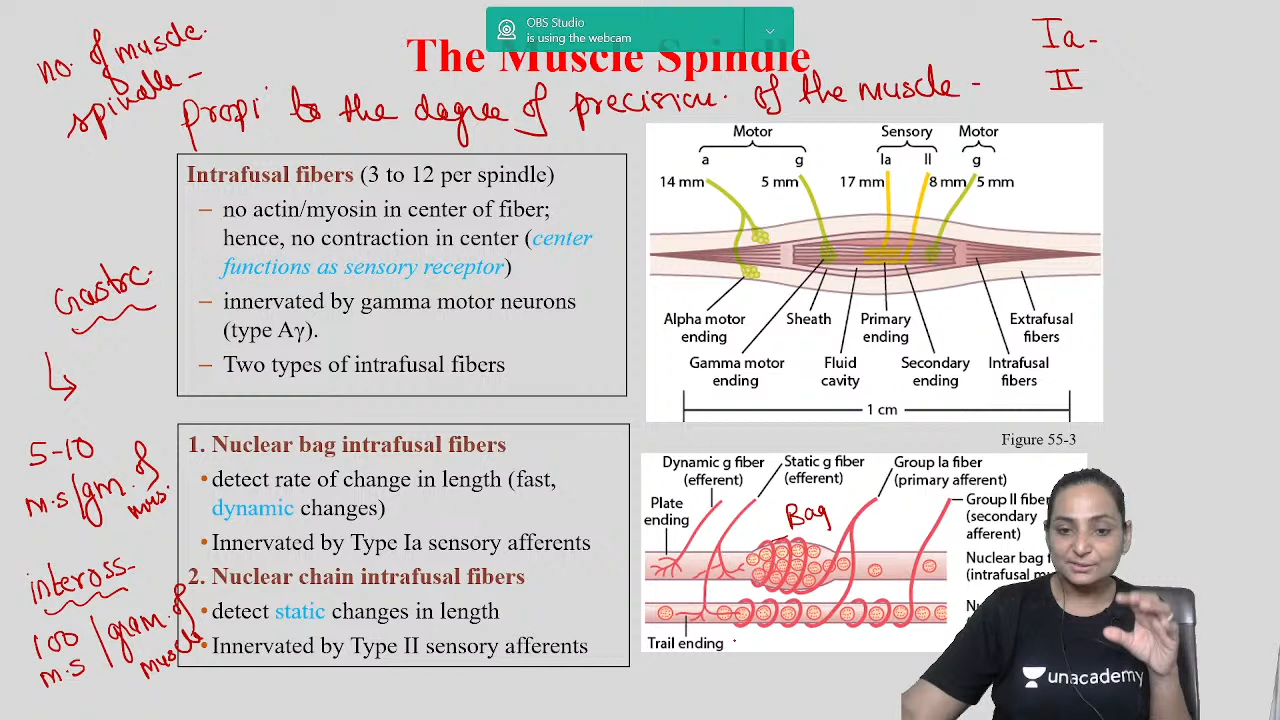 OBS Studio
is using the webcam
The Muscle Spindle
no. of muscle
spindle -
propl to the degree of precision. of the muscle -
Ia -
II
Intrafusal fibers (3 to 12 per spindle)
– no actin/myosin in center of fiber;
hence, no contraction in center (center
functions as sensory receptor)
– innervated by gamma motor neurons
(type Aγ).
– Two types of intrafusal fibers
Gastrc.
5-10
m.s/gm. of
mus.
inteross-
100
m.s/gram. of
muscle
1. Nuclear bag intrafusal fibers
•detect rate of change in length (fast,
dynamic changes)
•Innervated by Type Ia sensory afferents
2. Nuclear chain intrafusal fibers
•detect static changes in length
•Innervated by Type II sensory afferents
Motor Sensory Motor
a g Ia II g
14 mm 5 mm 17 mm 8 mm 5 mm
Alpha motor
ending
Sheath
Primary
ending
Extrafusal
fibers
Gamma motor
ending
Fluid
cavity
Secondary
ending
Intrafusal
fibers
1 cm
Figure 55-3
Dynamic g fiber
(efferent)
Static g fiber
(efferent)
Group Ia fiber
(primary afferent)
Plate
ending
Bag
Group II fiber
(secondary
afferent)
Nuclear bag
(intrafusal
Trail ending
unacademy